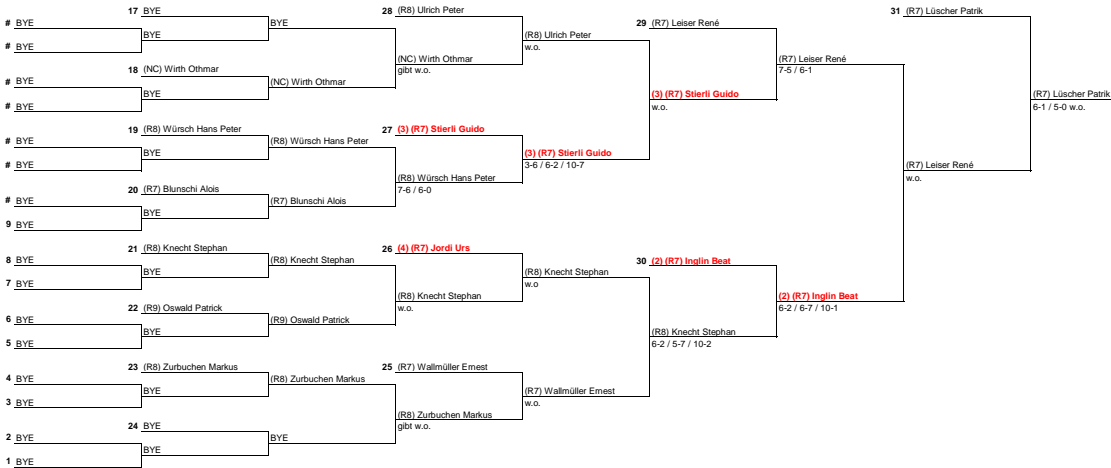 # BYE
# BYE
# BYE
# BYE
# BYE
# BYE
# BYE
9 BYE
8 BYE
7 BYE
6 BYE
5 BYE
4 BYE
3 BYE
2 BYE
1 BYE
17 BYE
BYE
18 (NC) Wirth Othmar
BYE
19 (R8) Würsch Hans Peter
BYE
20 (R7) Blunschi Alois
BYE
21 (R8) Knecht Stephan
BYE
22 (R9) Oswald Patrick
BYE
23 (R8) Zurbuchen Markus
BYE
24 BYE
BYE
BYE
(NC) Wirth Othmar
(R8) Würsch Hans Peter
(R7) Blunschi Alois
(R8) Knecht Stephan
(R9) Oswald Patrick
(R8) Zurbuchen Markus
BYE
28 (R8) Ulrich Peter
(NC) Wirth Othmar
gibt w.o.
27 (3) (R7) Stierli Guido
(R8) Würsch Hans Peter
7-6 / 6-0
26 (4) (R7) Jordi Urs
(R8) Knecht Stephan
w.o.
25 (R7) Wallmüller Ernest
(R8) Zurbuchen Markus
gibt w.o.
(R8) Ulrich Peter
w.o.
(3) (R7) Stierli Guido
3-6 / 6-2 / 10-7
(R8) Knecht Stephan
w.o
(R7) Wallmüller Ernest
w.o.
29 (R7) Leiser René
(3) (R7) Stierli Guido
w.o.
30 (2) (R7) Inglin Beat
(R8) Knecht Stephan
6-2 / 5-7 / 10-2
(R7) Leiser René
7-5 / 6-1
(2) (R7) Inglin Beat
6-2 / 6-7 / 10-1
31 (R7) Lüscher Patrik
(R7) Leiser René
w.o.
(R7) Lüscher Patrik
6-1 / 5-0 w.o.